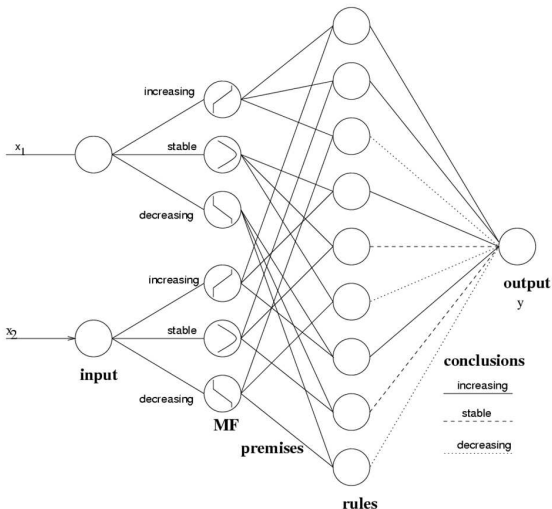 increasing
x1
stable
decreasing
increasing
x2
stable
input
decreasing
MF
premises
rules
output
y
conclusions
increasing
stable
decreasing